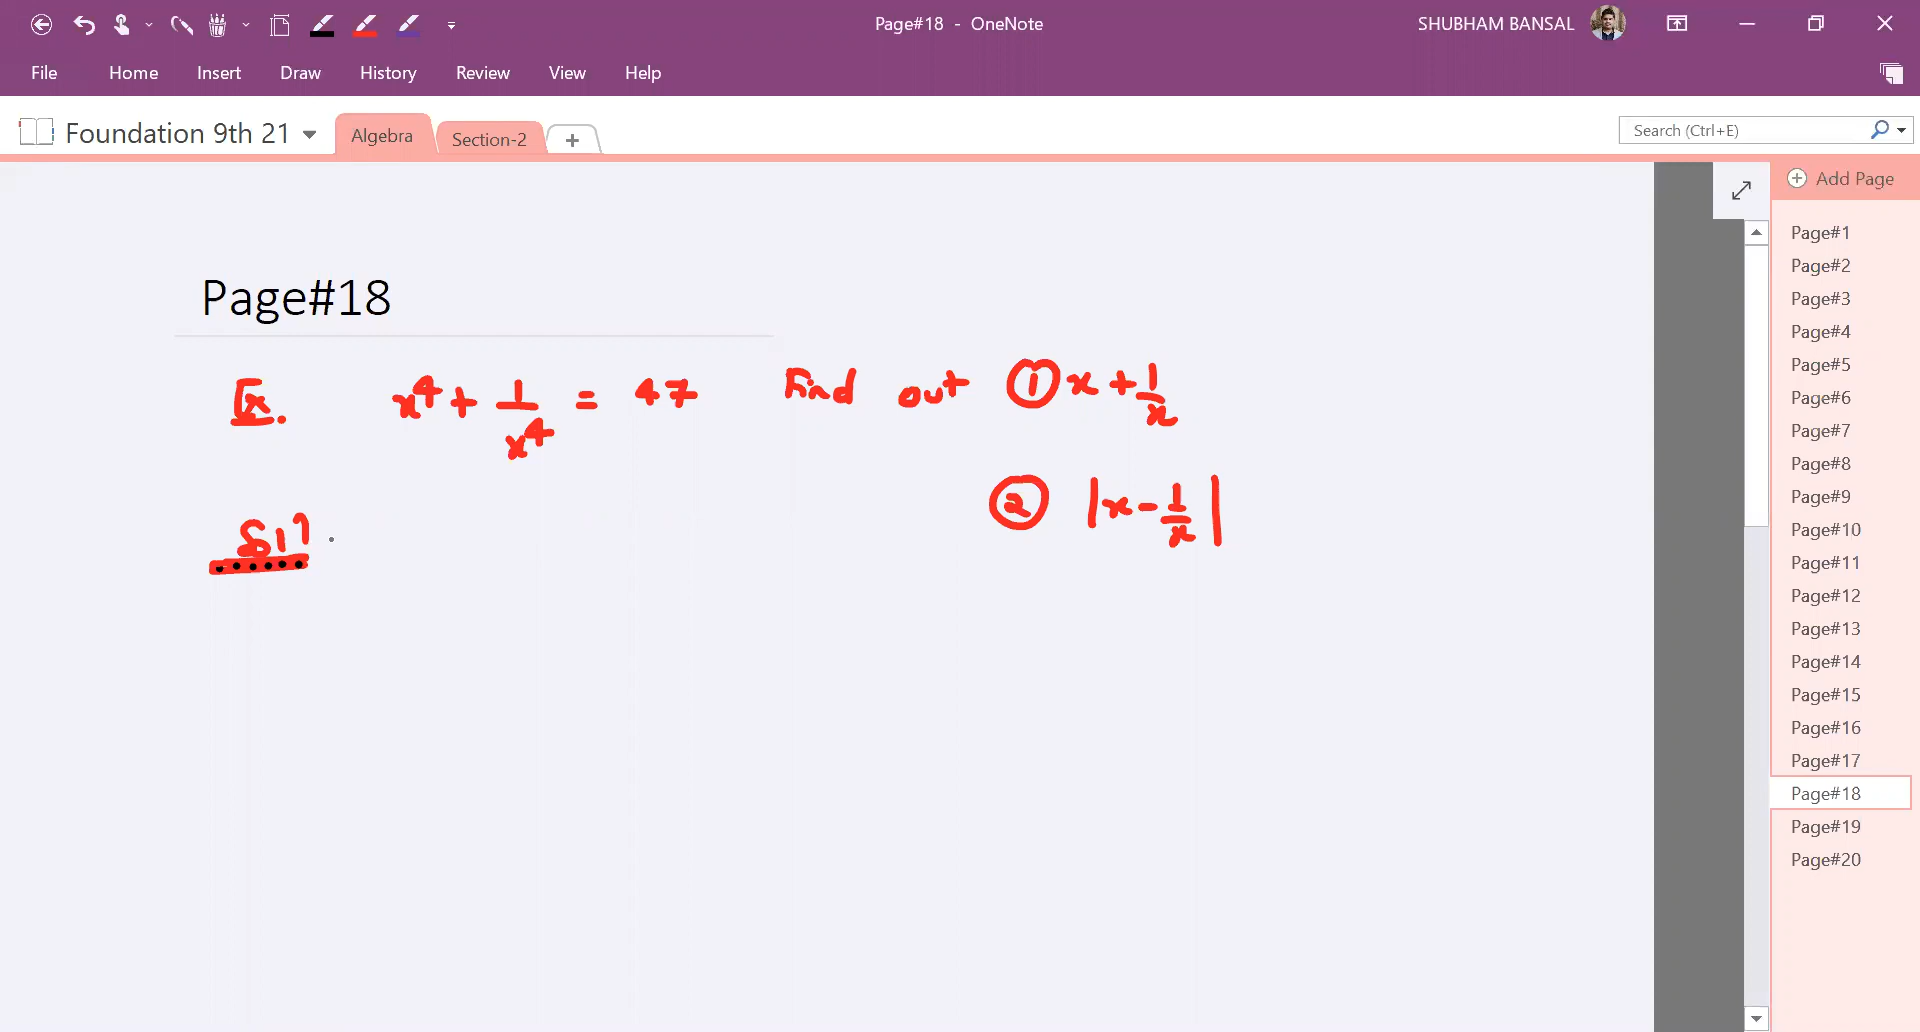 Page#18 - OneNote
SHUBHAM BANSAL
File Home Insert Draw History Review View Help
Foundation 9th 21
Algebra
Section-2
Search (Ctrl+E)
Add Page
Page#18
Ex. x⁴ + 1/x⁴ = 47 Find out ① x + 1/x
② |x - 1/x|
Page#1
Page#2
Page#3
Page#4
Page#5
Page#6
Page#7
Page#8
Page#9
Page#10
Page#11
Page#12
Page#13
Page#14
Page#15
Page#16
Page#17
Page#18
Page#19
Page#20